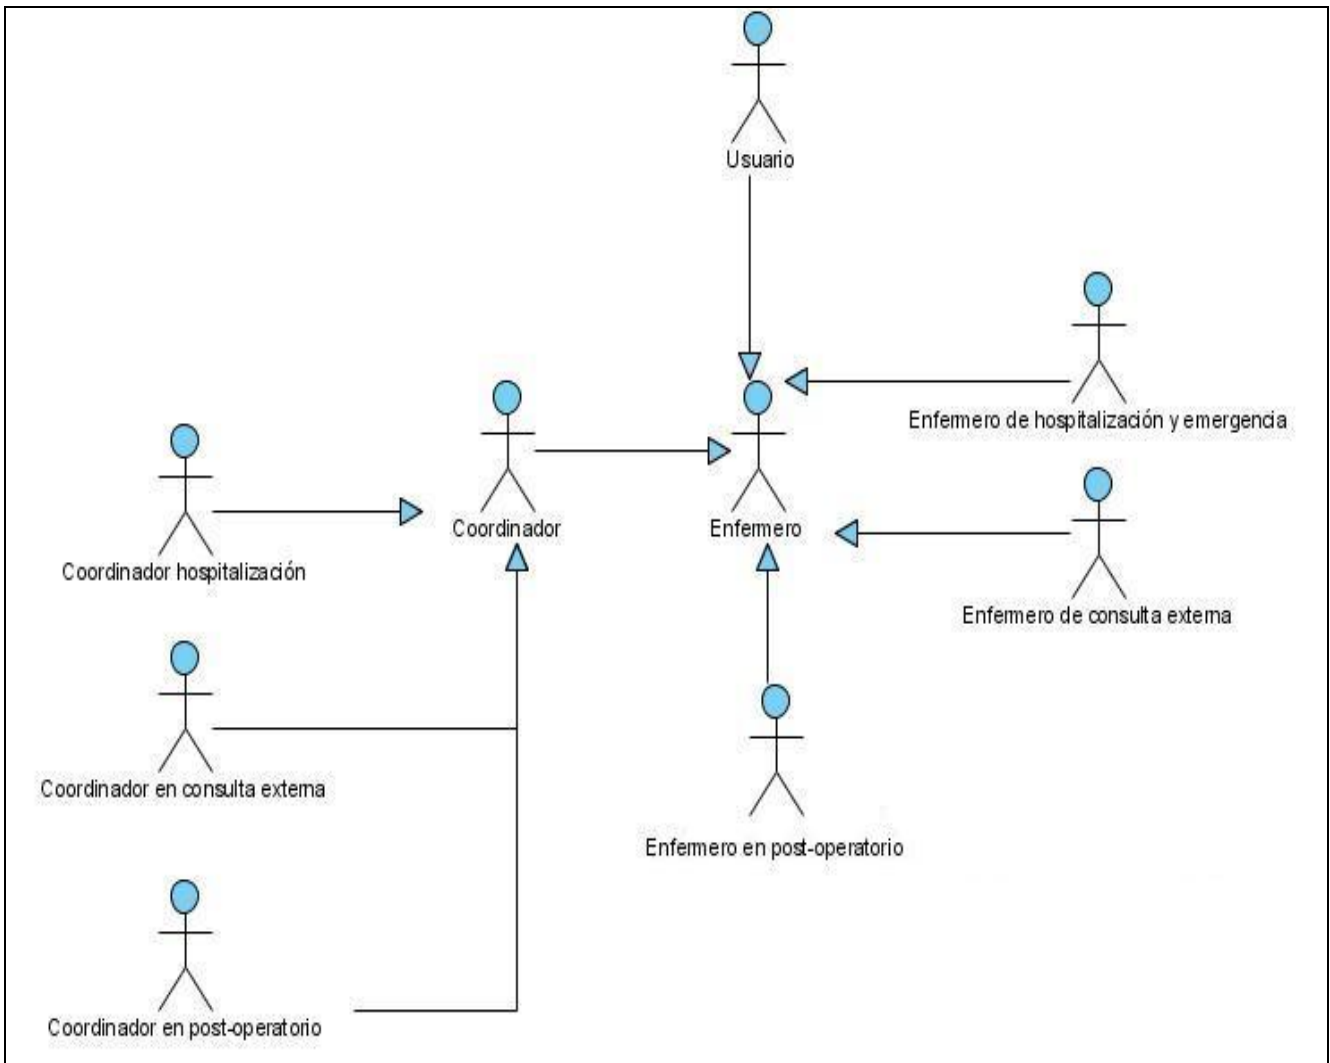 Usuario
Enfermero de hospitalización y emergencia
Coordinador
Enfermero
Coordinador hospitalización
Enfermero de consulta externa
Coordinador en consulta externa
Enfermero en post-operatorio
Coordinador en post-operatorio